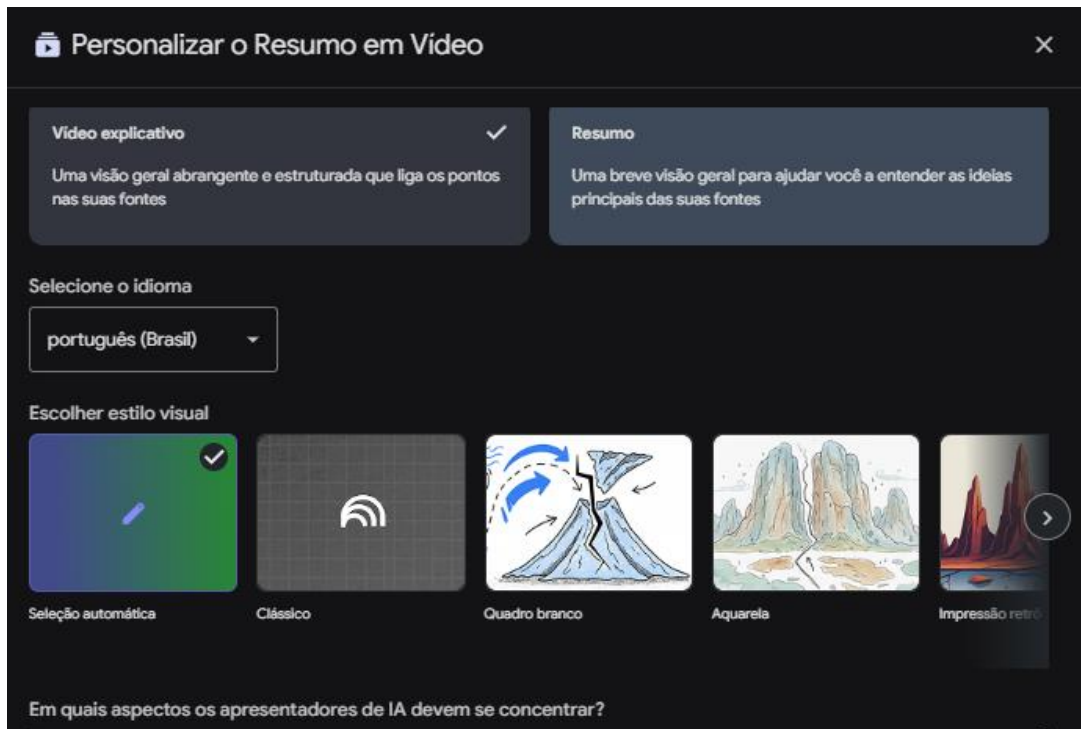 Personalizar o Resumo em Vídeo
Vídeo explicativo
Uma visão geral abrangente e estruturada que liga os pontos
nas suas fontes
Resumo
Uma breve visão geral para ajudar você a entender as ideias
principais das suas fontes
Selecione o idioma
português (Brasil)
Escolher estilo visual
Seleção automática
Clássico
Quadro branco
Aquarela
Impressão retrô
Em quais aspectos os apresentadores de IA devem se concentrar?